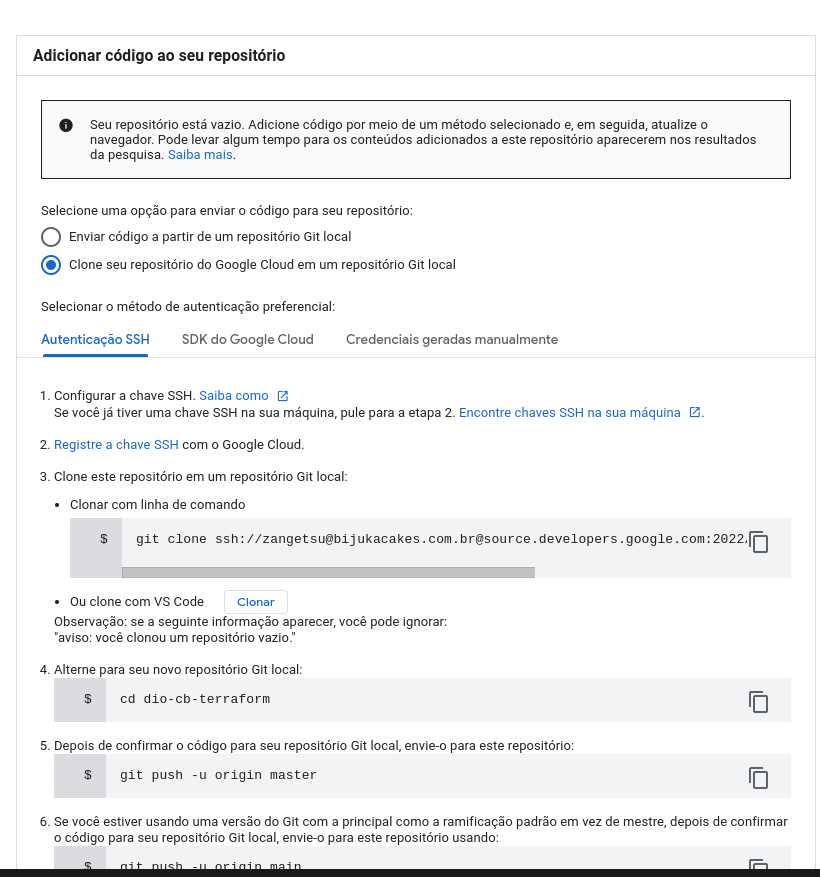 Adicionar código ao seu repositório
Seu repositório está vazio. Adicione código por meio de um método selecionado e, em seguida, atualize o
navegador. Pode levar algum tempo para os conteúdos adicionados a este repositório aparecerem nos resultados
da pesquisa. Saiba mais.
Selecione uma opção para enviar o código para seu repositório:
Enviar código a partir de um repositório Git local
Clone seu repositório do Google Cloud em um repositório Git local
Selecionar o método de autenticação preferencial:
Autenticação SSH SDK do Google Cloud Credenciais geradas manualmente
1. Configurar a chave SSH. Saiba como
Se você já tiver uma chave SSH na sua máquina, pule para a etapa 2. Encontre chaves SSH na sua máquina.
2. Registre a chave SSH com o Google Cloud.
3. Clone este repositório em um repositório Git local:
• Clonar com linha de comando
$ git clone ssh://zangetsu@bijukacakes.com.br@source.developers.google.com:2022/
• Ou clone com VS Code Clonar
Observação: se a seguinte informação aparecer, você pode ignorar:
"aviso: você clonou um repositório vazio."
4. Alterne para seu novo repositório Git local:
$ cd dio-cb-terraform
5. Depois de confirmar o código para seu repositório Git local, envie-o para este repositório:
$ git push -u origin master
6. Se você estiver usando uma versão do Git com a principal como a ramificação padrão em vez de mestre, depois de confirmar
o código para seu repositório Git local, envie-o para este repositório usando:
$ git push -u origin main